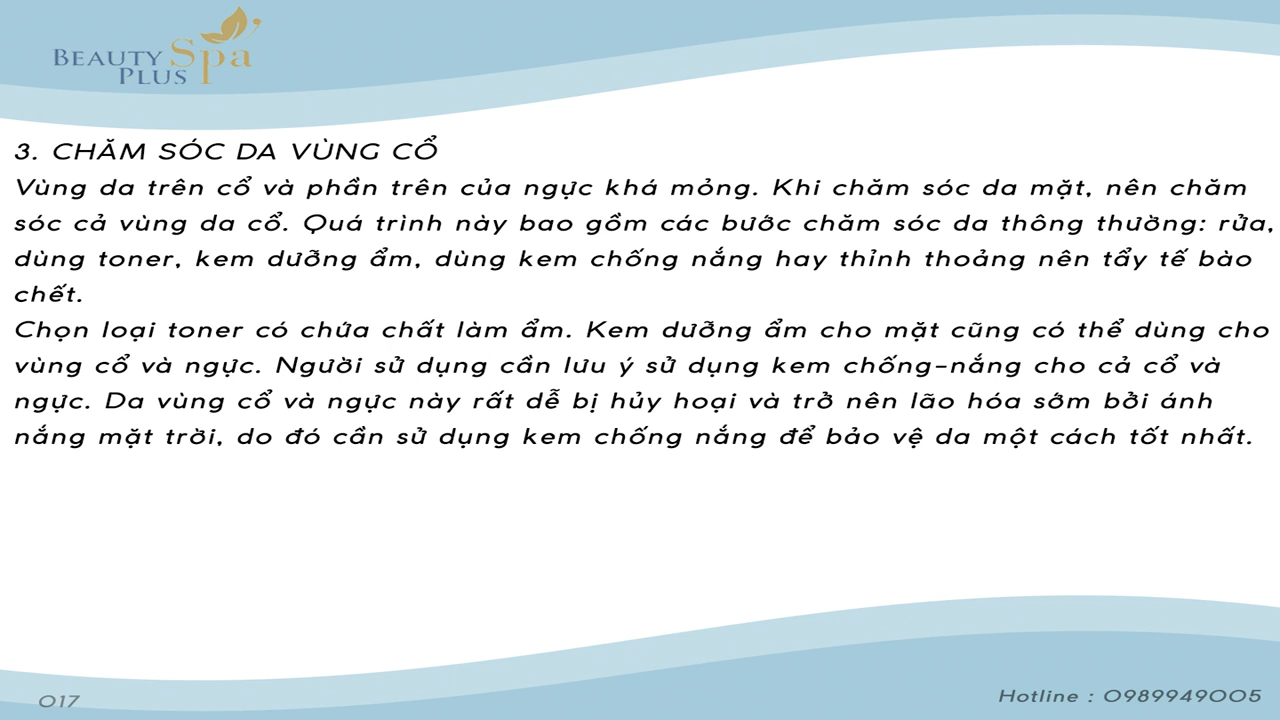 BEAUTY Spa
PLUS
3. CHĂM SÓC DA VÙNG CỔ
Vùng da trên cổ và phần trên của ngực khá mỏng. Khi chăm sóc da mặt, nên chăm
sóc cả vùng da cổ. Quá trình này bao gồm các bước chăm sóc da thông thường: rửa,
dùng toner, kem dưỡng ẩm, dùng kem chống nắng hay thỉnh thoảng nên tẩy tế bào
chết.
Chọn loại toner có chứa chất làm ẩm. Kem dưỡng ẩm cho mặt cũng có thể dùng cho
vùng cổ và ngực. Người sử dụng cần lưu ý sử dụng kem chống-nắng cho cả cổ và
ngực. Da vùng cổ và ngực này rất dễ bị hủy hoại và trở nên lão hóa sớm bởi ánh
nắng mặt trời, do đó cần sử dụng kem chống nắng để bảo vệ da một cách tốt nhất.
017
Hotline : 0989949005